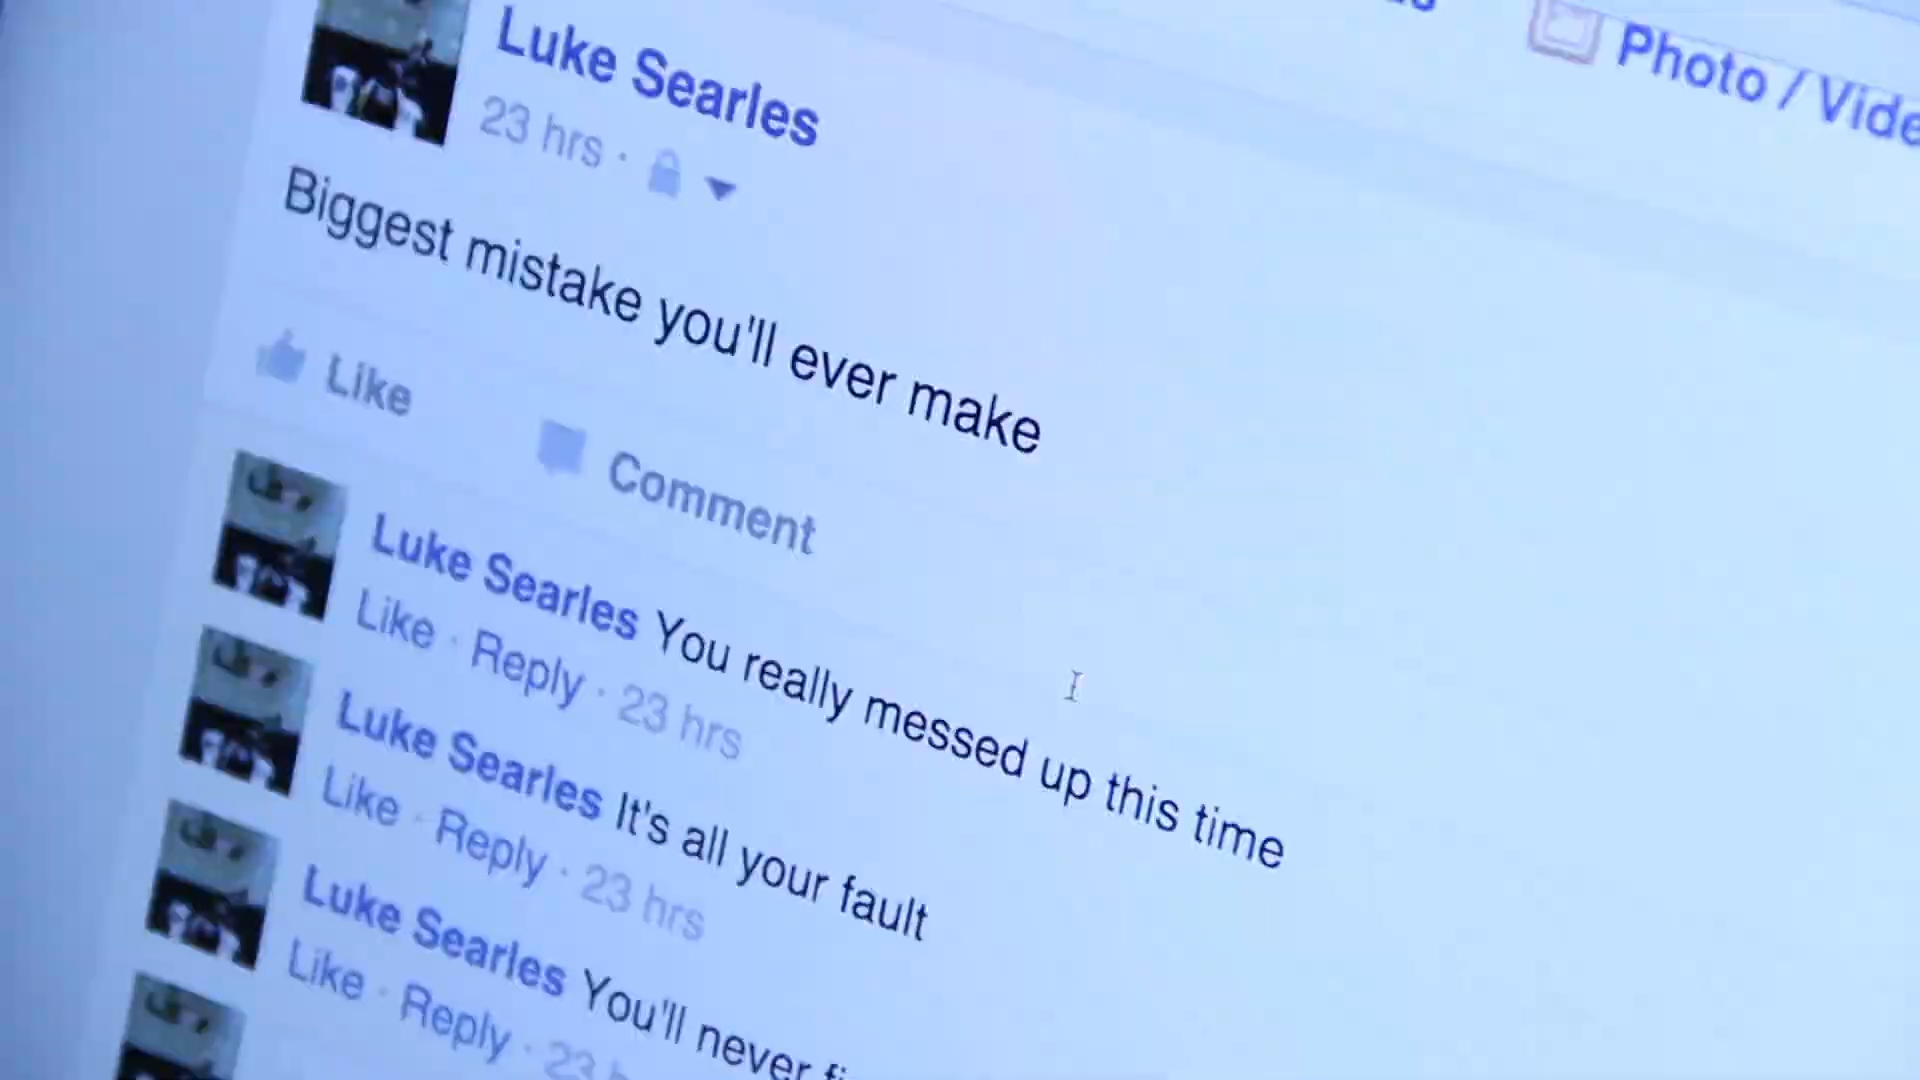 Photo /
Luke Searles
23 hrs ·
Biggest mistake you'll ever make
Like Comment
Luke Searles You really messed up this time
Like · Reply · 23 hrs
Luke Searles It's all your fault
Like · Reply · 23 hrs
Luke Searles You'll never
Like · Reply · 23